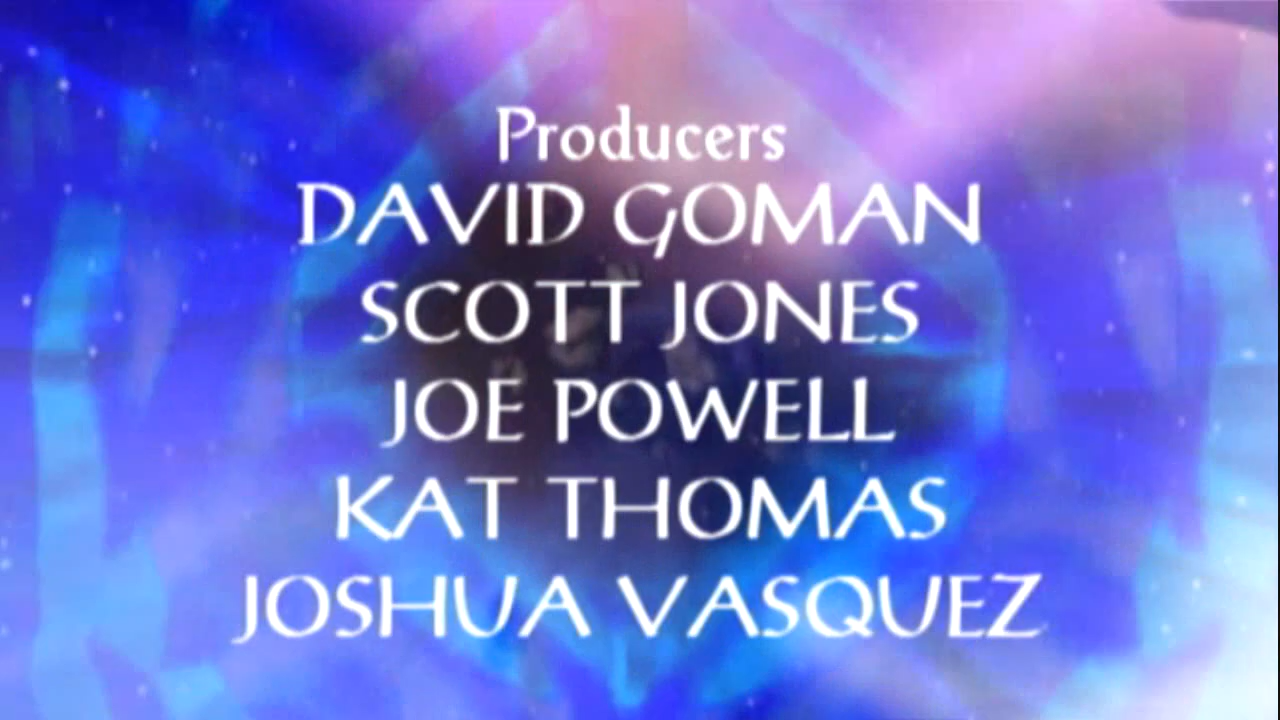 Producers
DAVID GOMAN
SCOTT JONES
JOE POWELL
KAT THOMAS
JOSHUA VASQUEZ